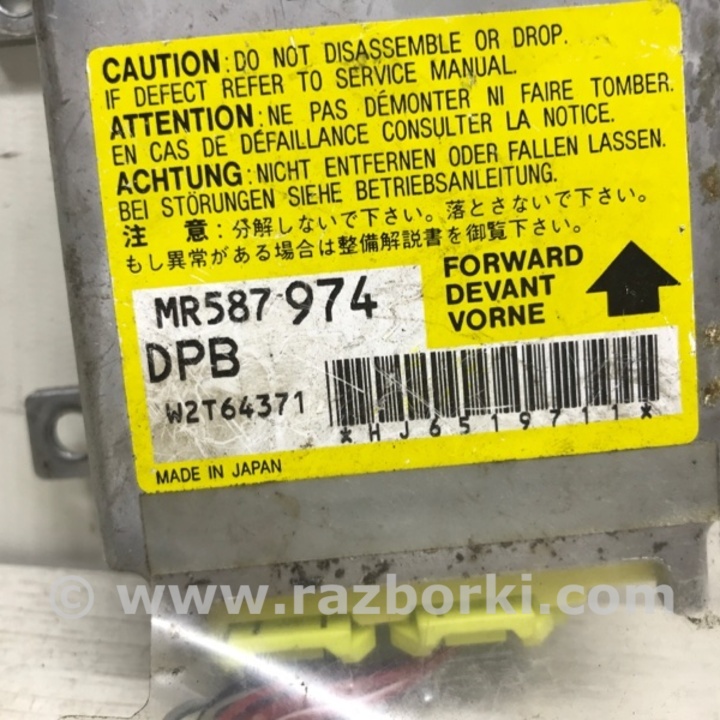 CAUTION : DO NOT DISASSEMBLE OR DROP.
IF DEFECT REFER TO SERVICE MANUAL.
ATTENTION : NE PAS DÉMONTER NI FAIRE TOMBER.
EN CAS DE DÉFAILLANCE CONSULTER LA NOTICE.
ACHTUNG : NICHT ENTFERNEN ODER FALLEN LASSEN.
BEI STÖRUNGEN SIEHE BETRIEBSANLEITUNG.
注 意 : 分解しないで下さい。落とさないで下さい。
もし異常がある場合は整備解説書を御覧下さい。
MR587 974
DPB
W2T64371
FORWARD
DEVANT
VORNE
*HJ6519711*
MADE IN JAPAN
© www.razborki.com